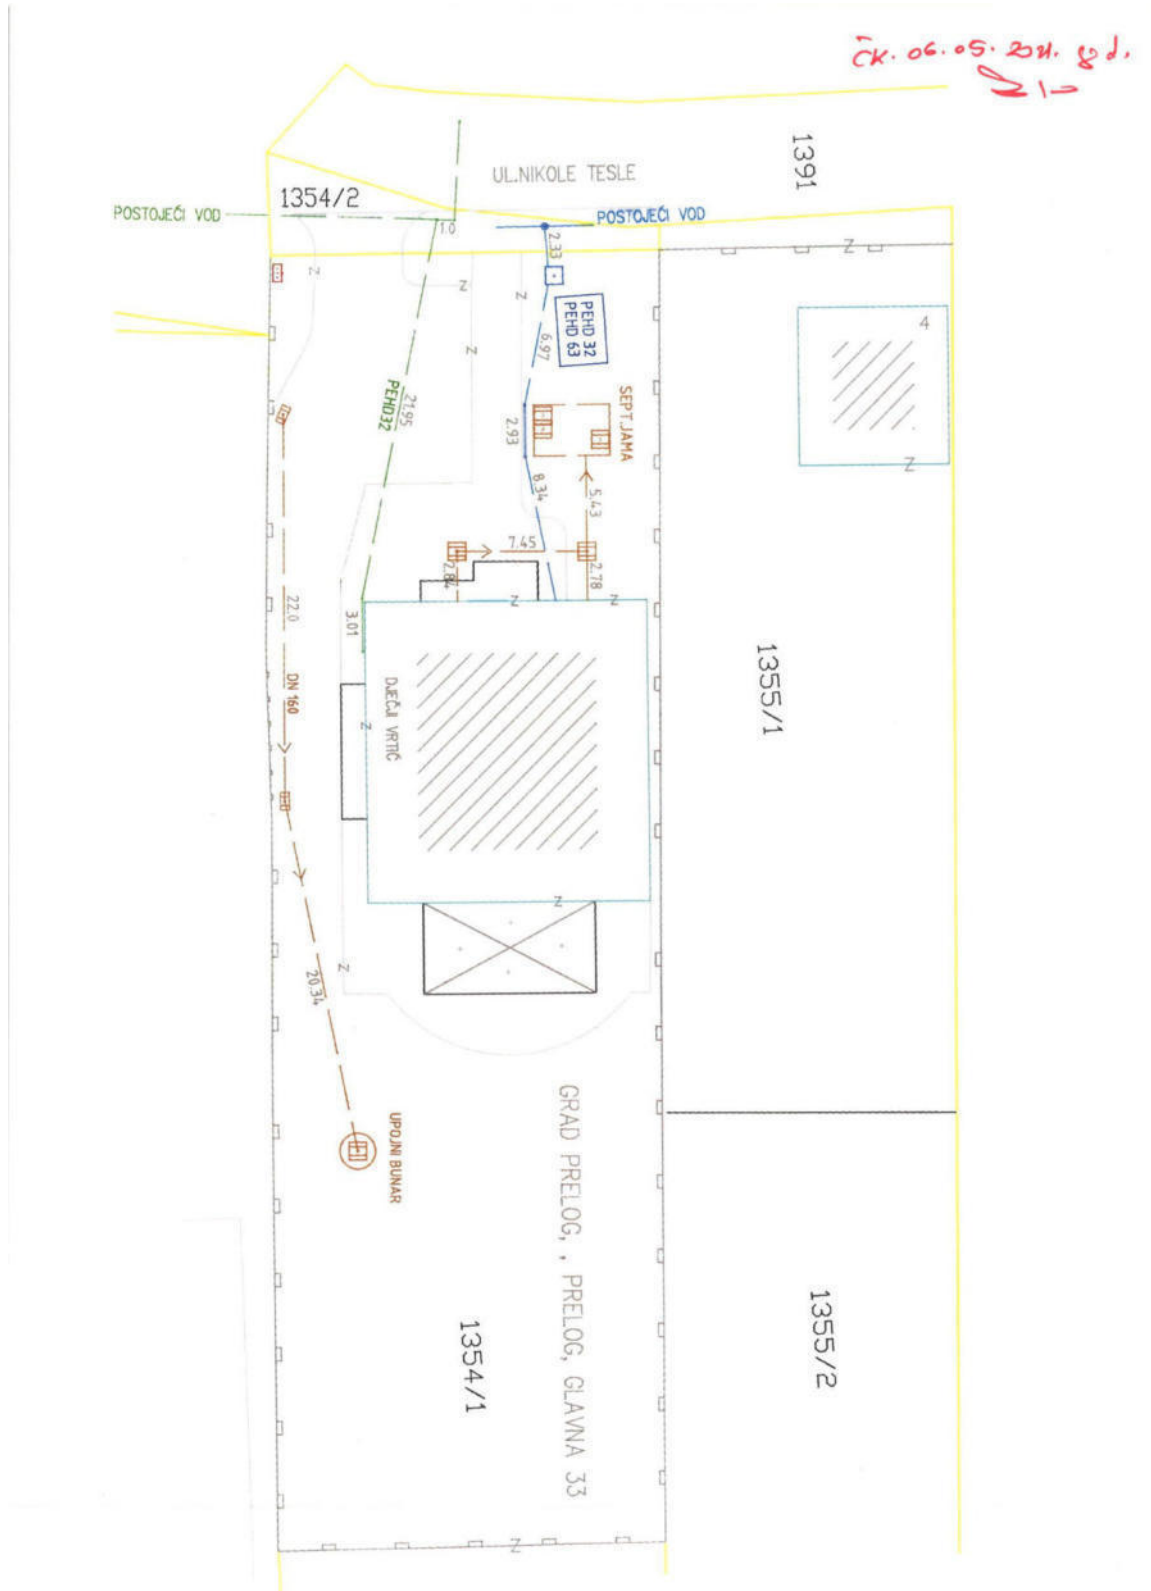 ČK. 06.05.2021. god.
1391
UL.NIKOLE TESLE
1354/2
POSTOJEĆI VOD
POSTOJEĆI VOD
1.0
2.33
Z
Z
Z
Z
Z
PEHD 32
PEHD 63
6.97
4
Z
21.95
PEHD32
SEPT.JAMA
2.93
8.34
5.43
7.45
2.84
2.78
Z
Z
22.0
3.01
DN 160
DJEČJI VRTIĆ
Z
1355/1
Z
Z
20.34
UPOJNI BUNAR
GRAD PRELOG, , PRELOG, GLAVNA 33
1354/1
1355/2
Z